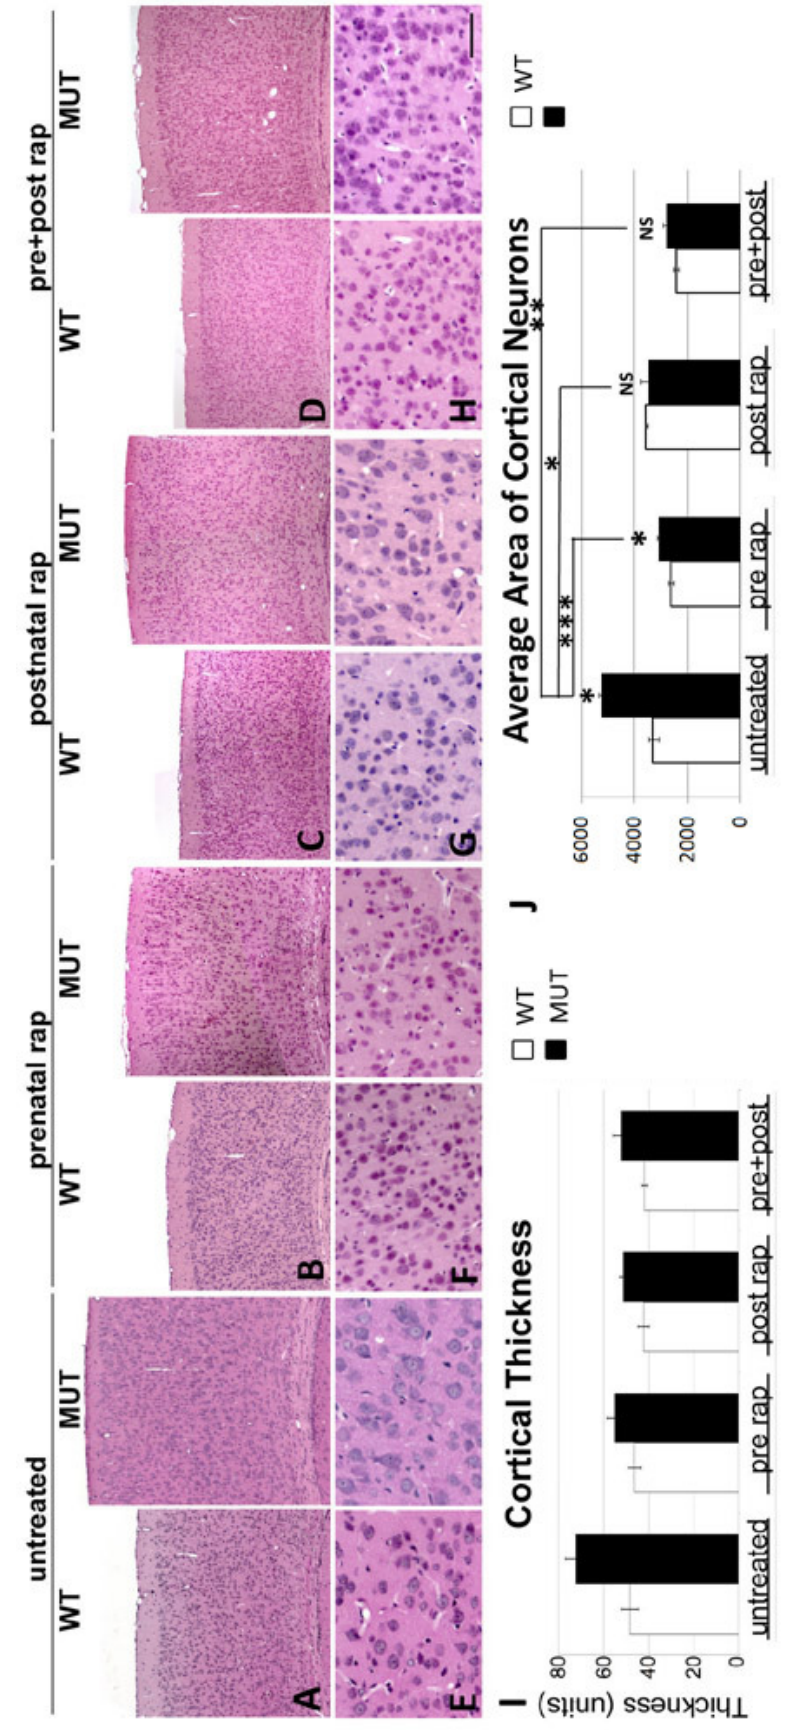 untreated prenatal rap postnatal rap pre+post rap
WT MUT WT MUT WT MUT WT MUT
A B C D
E F G H
I Cortical Thickness
WT
MUT
Thickness (units)
80
60
40
20
0
untreated pre rap post rap pre+post
J Average Area of Cortical Neurons
WT
6000
4000
2000
0
**
*
***
* * NS NS
untreated pre rap post rap pre+post